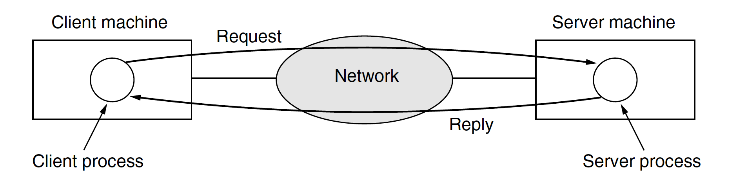 Client machine
Server machine
Request
Network
Reply
Client process
Server process